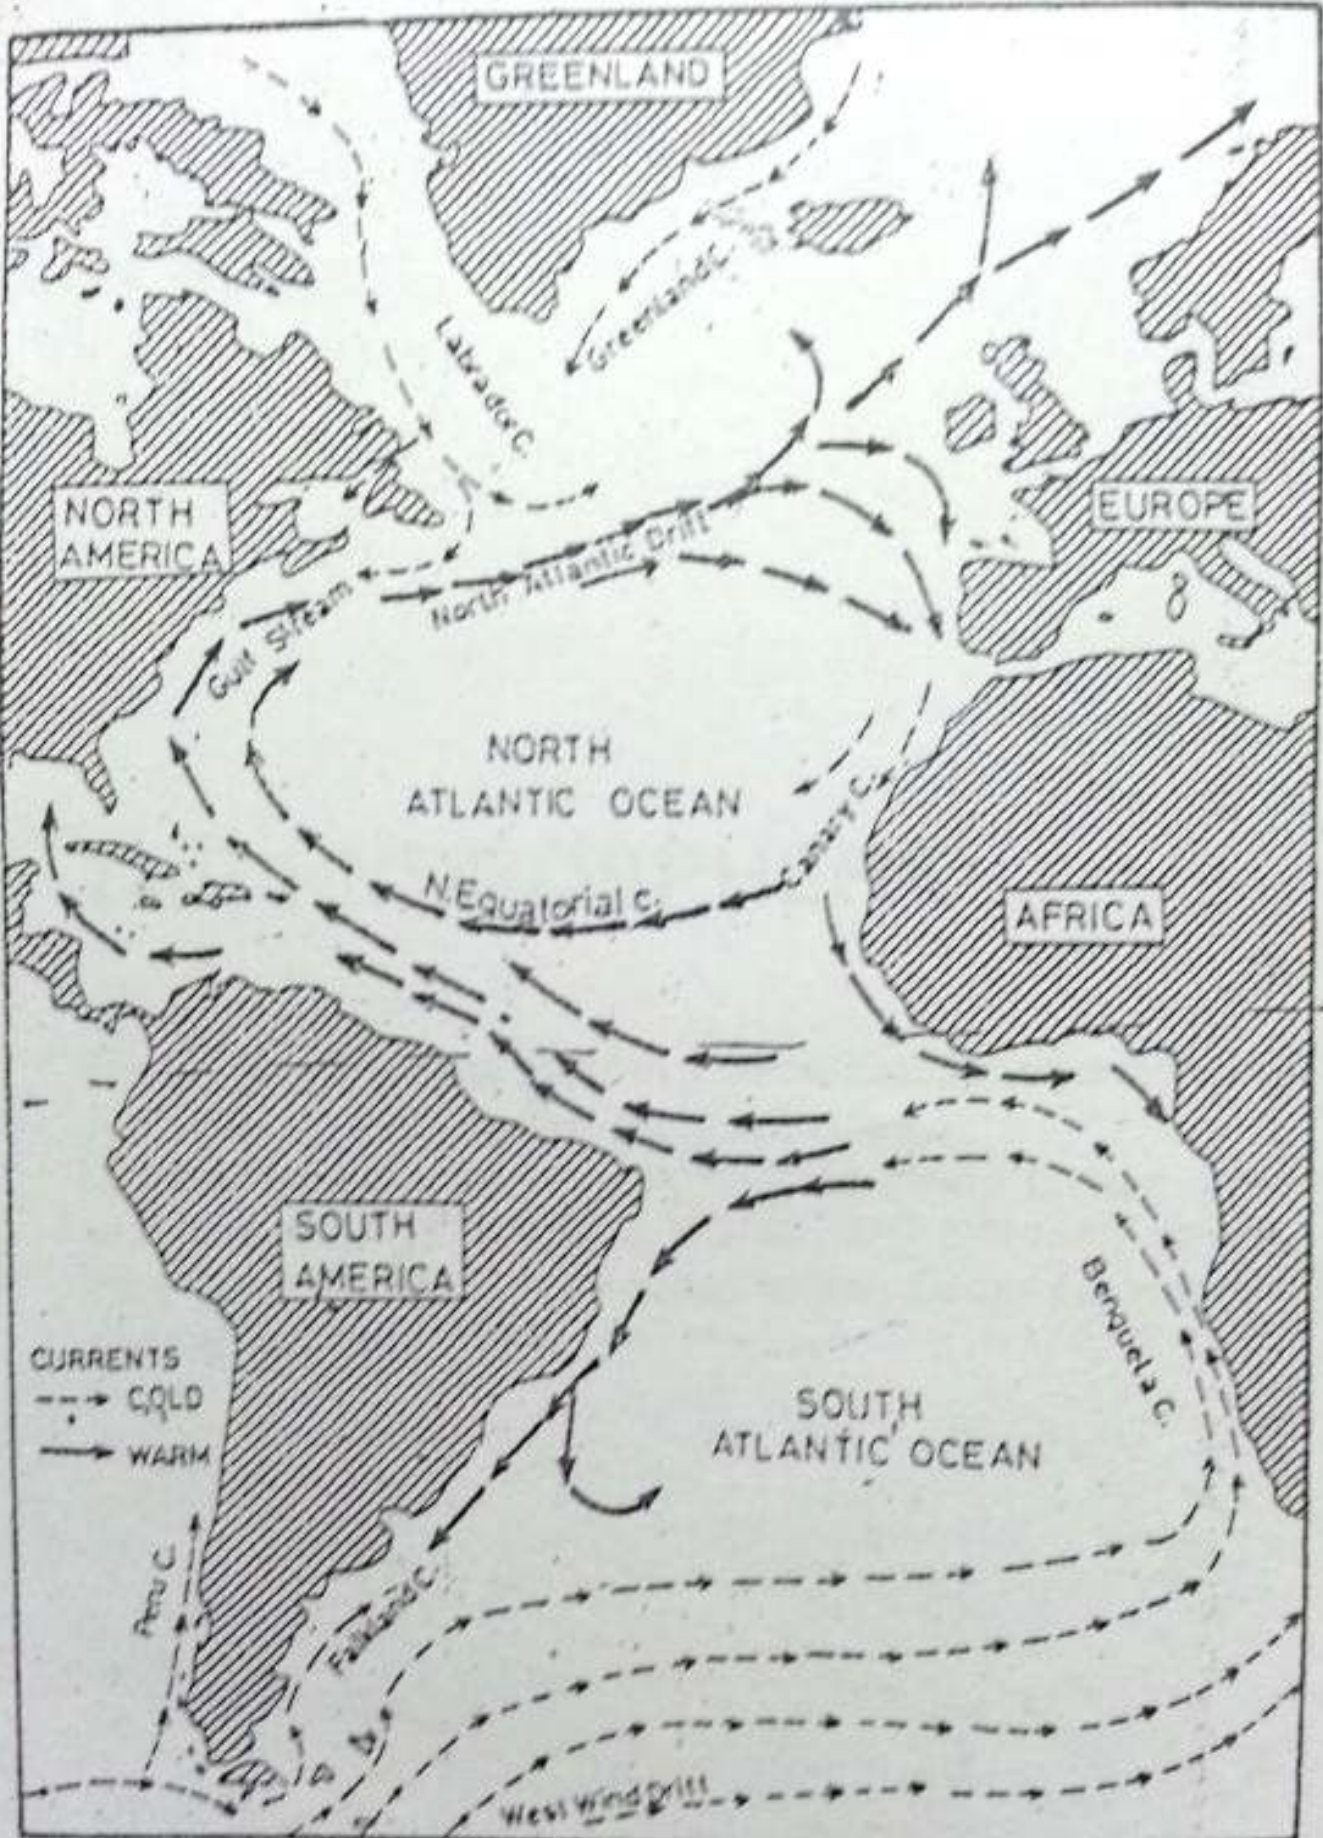 GREENLAND
Greenland C.
Labrador C.
NORTH
AMERICA
EUROPE
North Atlantic Drift
Gulf Stream
NORTH
ATLANTIC OCEAN
Canary C.
N.Equatorial C.
AFRICA
SOUTH
AMERICA
Benguela C.
CURRENTS
COLD
WARM
SOUTH
ATLANTIC OCEAN
Peru C.
Falkland C.
West Wind Drift